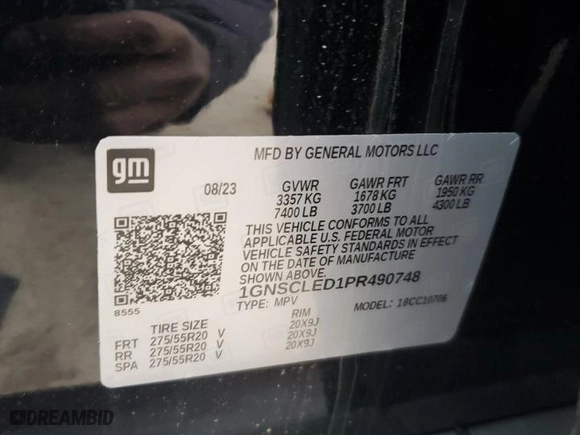 gm
MFD BY GENERAL MOTORS LLC
08/23
GVWR GAWR FRT GAWR RR
3357 KG 1678 KG 1950 KG
7400 LB 3700 LB 4300 LB
THIS VEHICLE CONFORMS TO ALL
APPLICABLE U.S. FEDERAL MOTOR
VEHICLE SAFETY STANDARDS IN EFFECT
ON THE DATE OF MANUFACTURE
SHOWN ABOVE.
1GNSCLED1PR490748
8555
TYPE: MPV MODEL: 18CC10706
TIRE SIZE RIM
FRT 275/55R20 V 20X9J
RR 275/55R20 V 20X9J
SPA 275/55R20 V 20X9J
DREAMBID